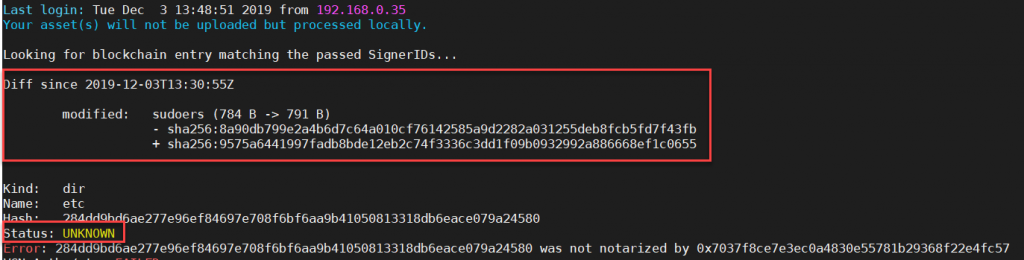 Last login: Tue Dec  3 13:48:51 2019 from 192.168.0.35
Your asset(s) will not be uploaded but processed locally.
Looking for blockchain entry matching the passed SignerIDs...
Diff since 2019-12-03T13:30:55Z
modified:   sudoers (784 B -> 791 B)
- sha256:8a90db799e2a4b6d7c64a010cf76142585a9d2282a031255deb8fcb5fd7f43fb
+ sha256:9575a6441997fadb8bde12eb2c74f3336c3dd1f09b0932992a886668ef1c0655
Kind:   dir
Name:   etc
Hash:   284dd9bd6ae277e96ef84697e708f6bf6aa9b41050813318db6eace079a24580
Status: UNKNOWN
Error: 284dd9bd6ae277e96ef84697e708f6bf6aa9b41050813318db6eace079a24580 was not notarized by 0x7037f8ce7e3ec0a4830e55781b29368f22e4fc57